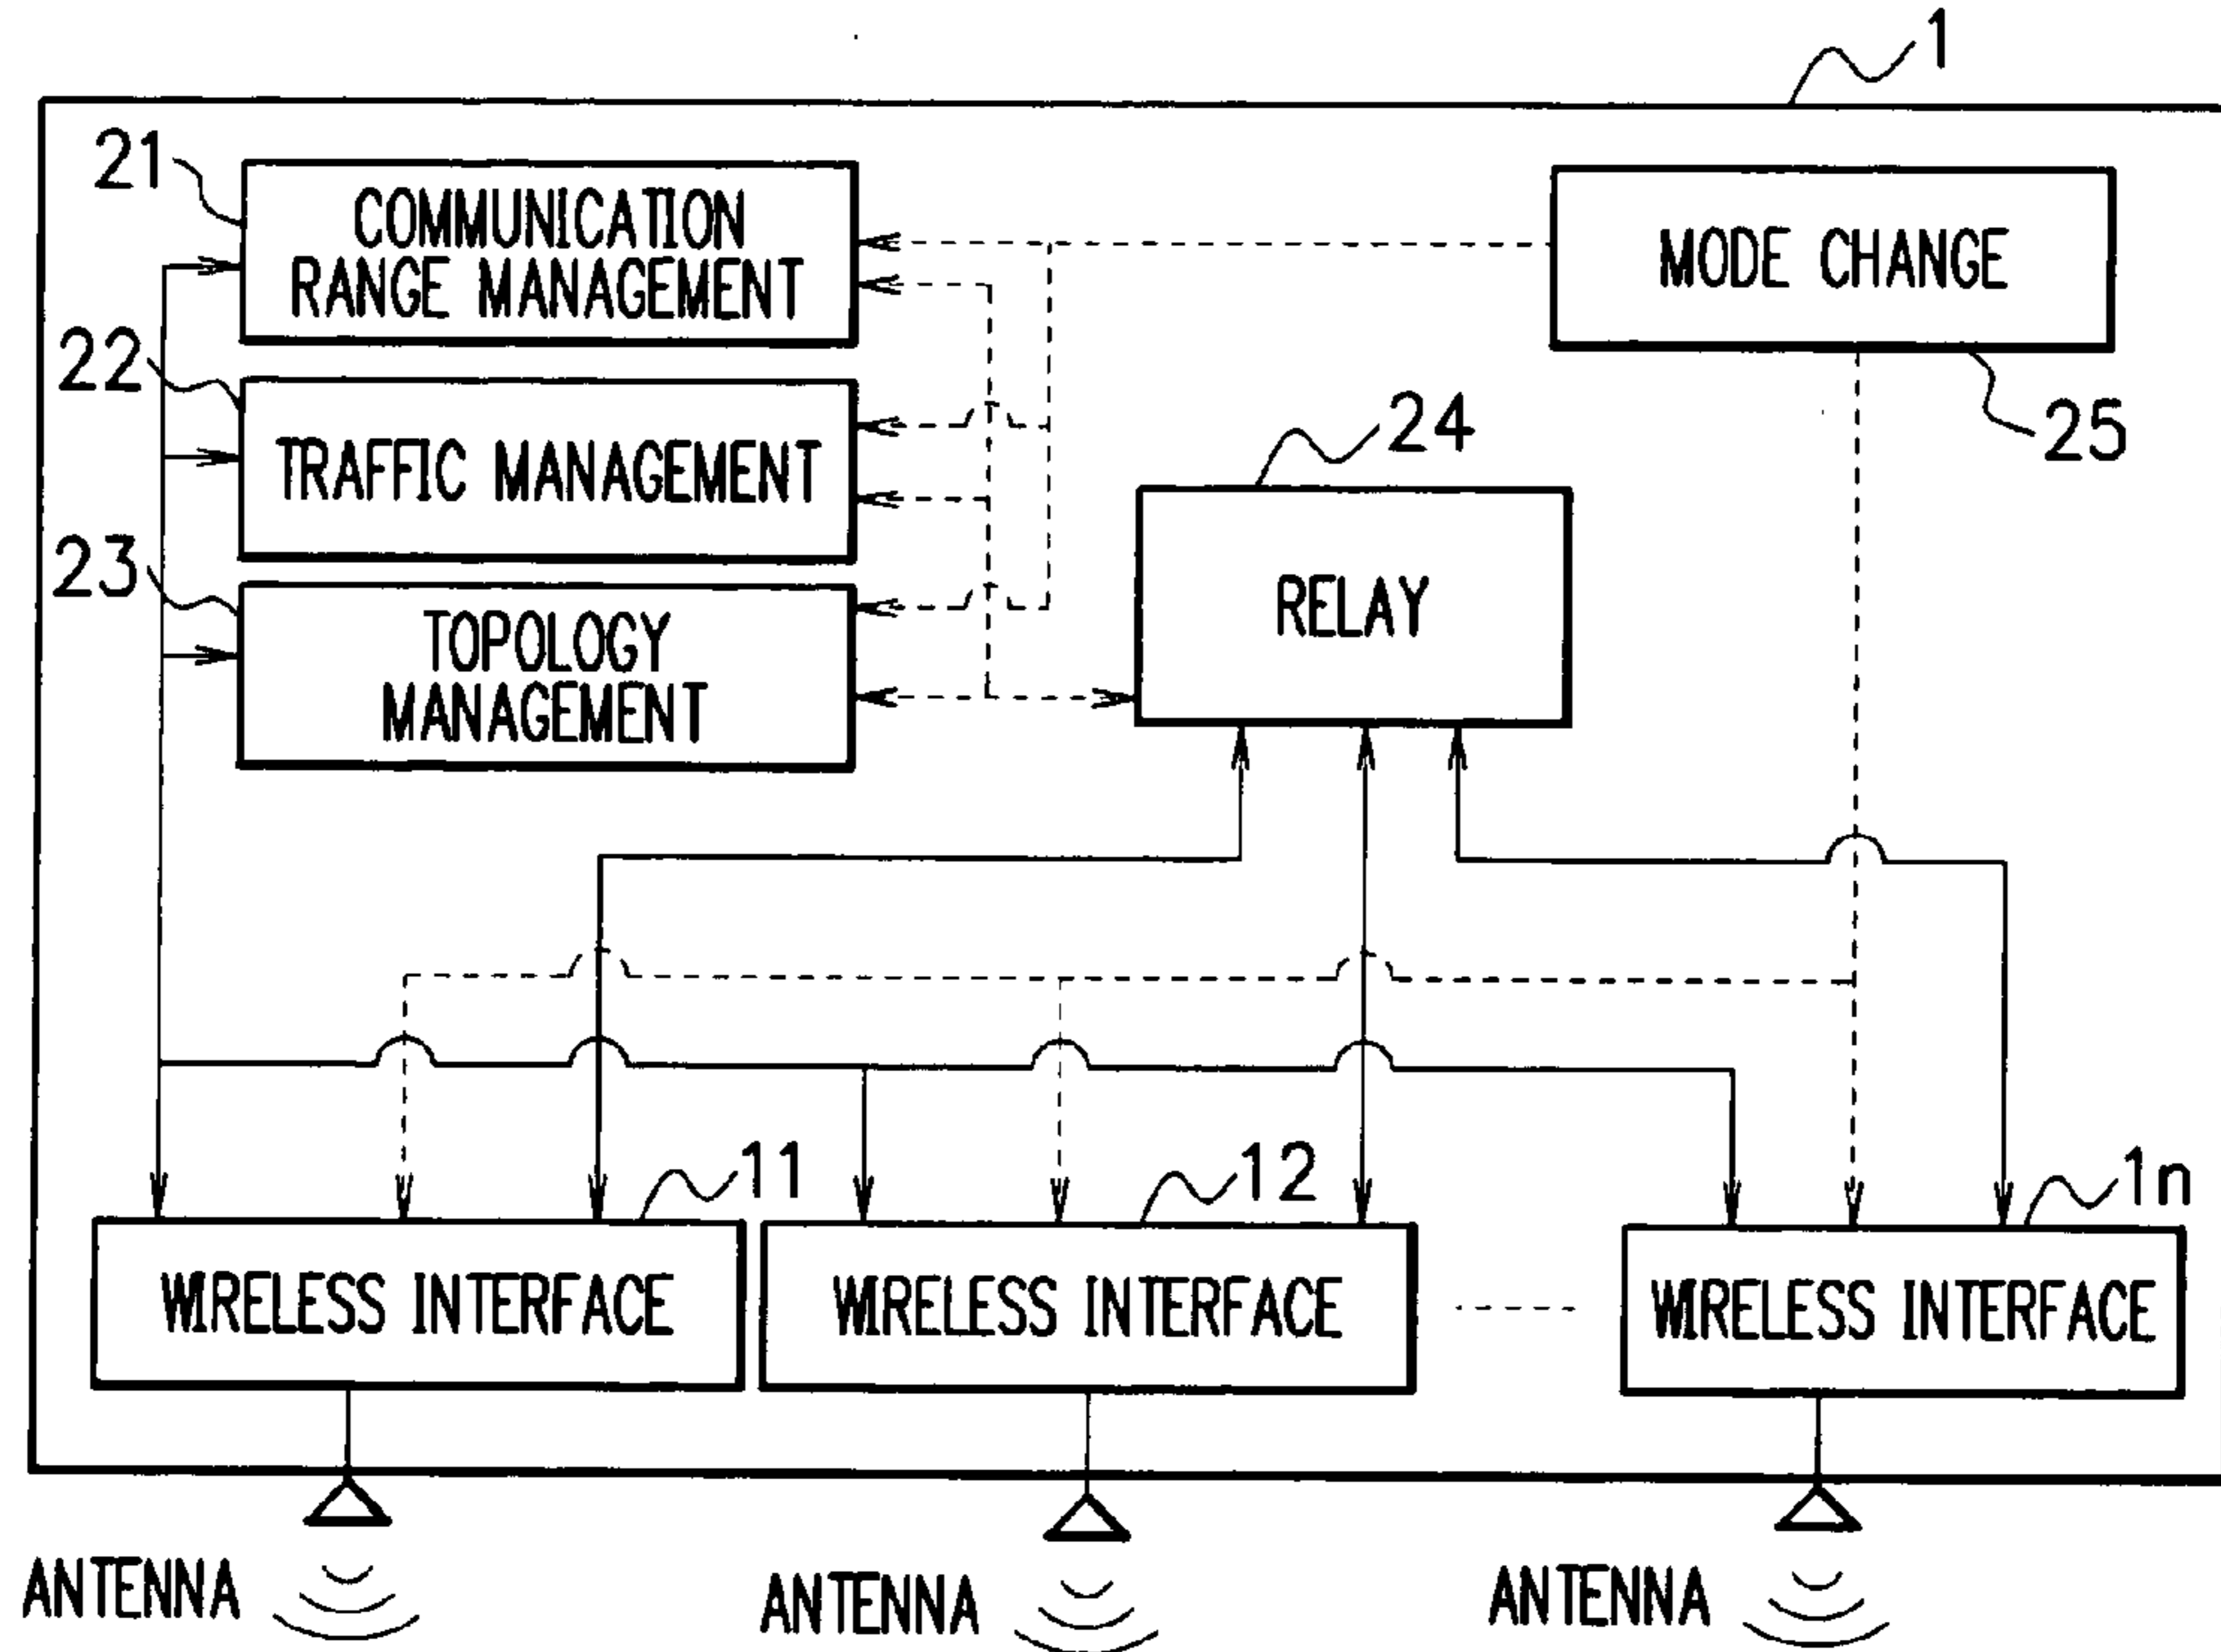 1
21
COMMUNICATION
RANGE MANAGEMENT
MODE CHANGE
22
24
25
TRAFFIC MANAGEMENT
23
RELAY
TOPOLOGY
MANAGEMENT
11
12
1n
WIRELESS INTERFACE
WIRELESS INTERFACE
WIRELESS INTERFACE
ANTENNA
ANTENNA
ANTENNA